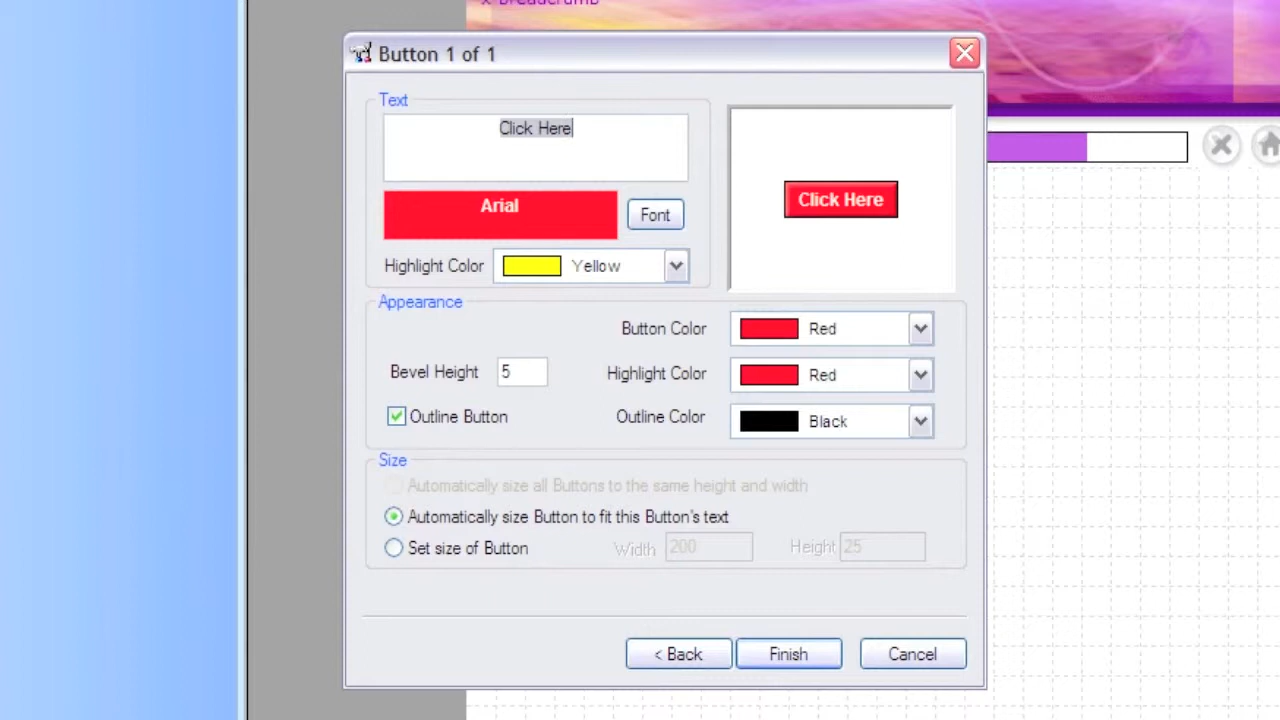 x Breadcrumb
Button 1 of 1
Text
Click Here
Arial
Font
Highlight Color
Yellow
Click Here
Appearance
Button Color
Red
Bevel Height
5
Highlight Color
Red
Outline Button
Outline Color
Black
Size
Automatically size all Buttons to the same height and width
Automatically size Button to fit this Button's text
Set size of Button
Width
200
Height
25
< Back
Finish
Cancel